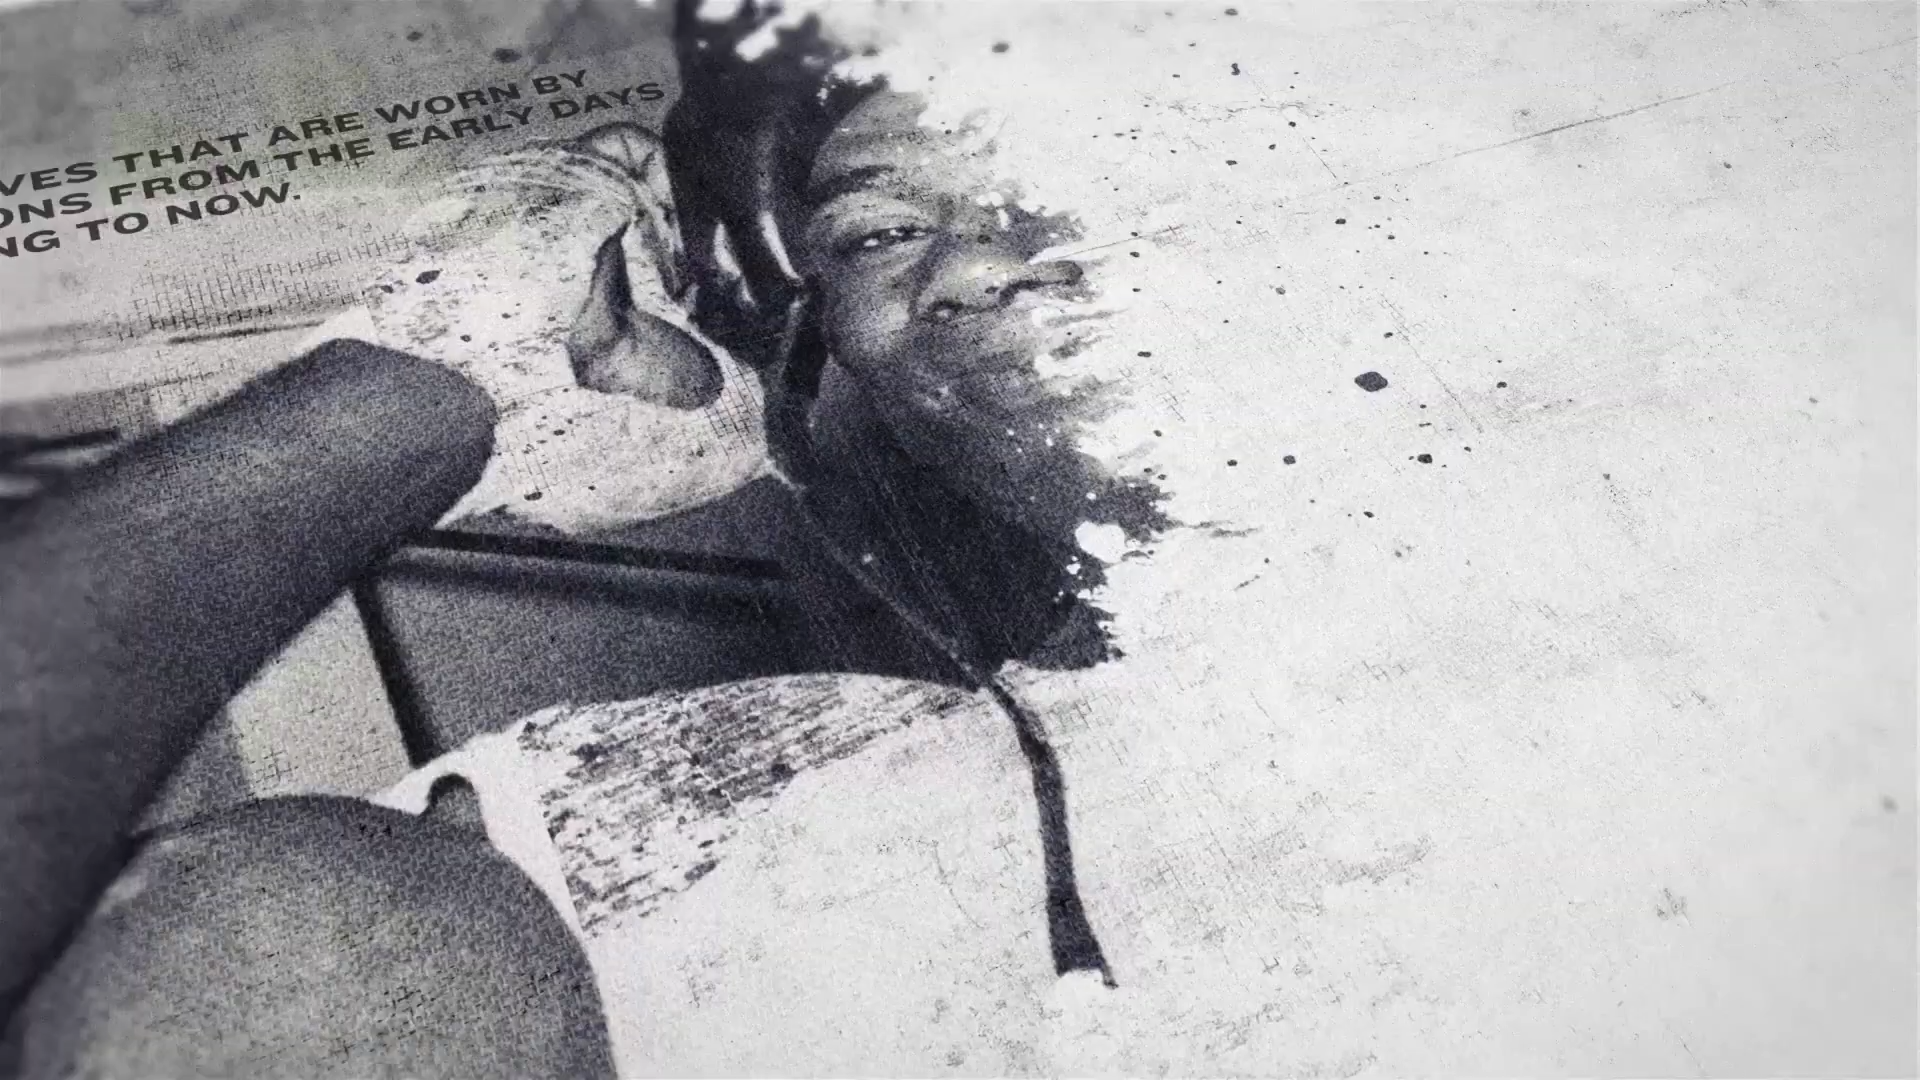 VES THAT ARE WORN BY
ONS FROM THE EARLY DAYS
NG TO NOW.